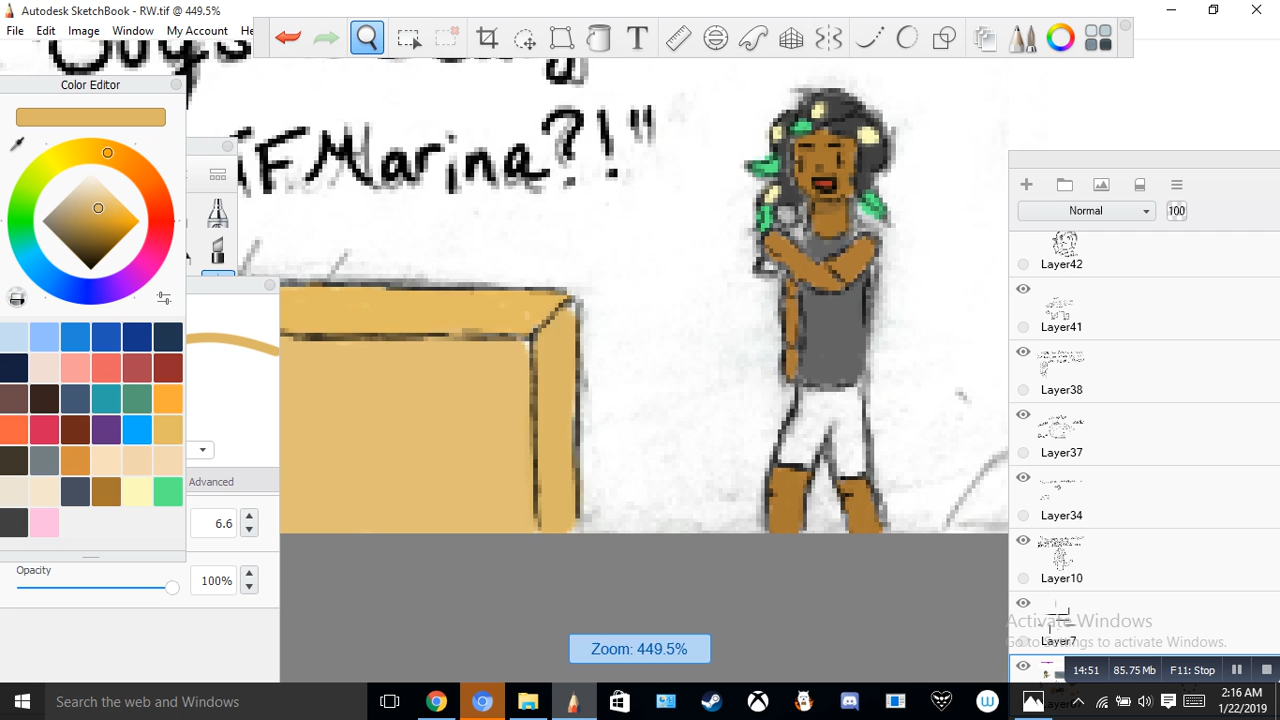 Autodesk SketchBook - RW.tif @ 449.5%
File Edit Image Window My Account He
Color Editor
iF Marina?!"
Normal
100
Layer42
Layer41
Layer38
Layer37
Layer34
Layer10
Layer7
Advanced
6.6
Opacity
100%
Zoom: 449.5%
Activate Windows
Go to Settings to activate Windows.
14:51 85.75 Mb F11: Stop
Search the web and Windows
2:16 AM
1/22/2019